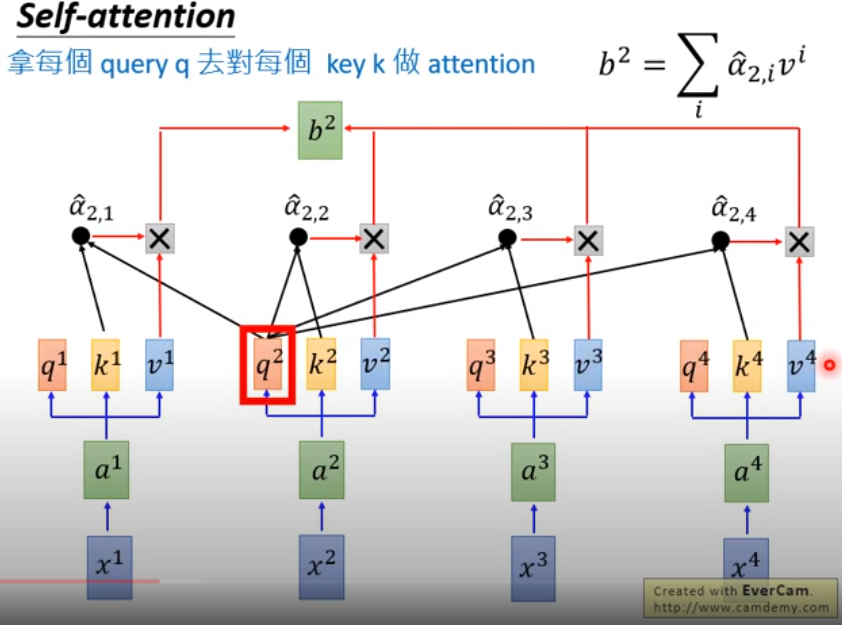 Self-attention
拿每個 query q 去對每個 key k 做 attention
b² = ∑ᵢ α̂₂,ᵢvⁱ
b²
α̂₂,₁ α̂₂,₂ α̂₂,₃ α̂₂,₄
× × × ×
q¹ k¹ v¹ q² k² v² q³ k³ v³ q⁴ k⁴ v⁴
a¹ a² a³ a⁴
x¹ x² x³ x⁴
Created with EverCam.
http://www.camdemy.com